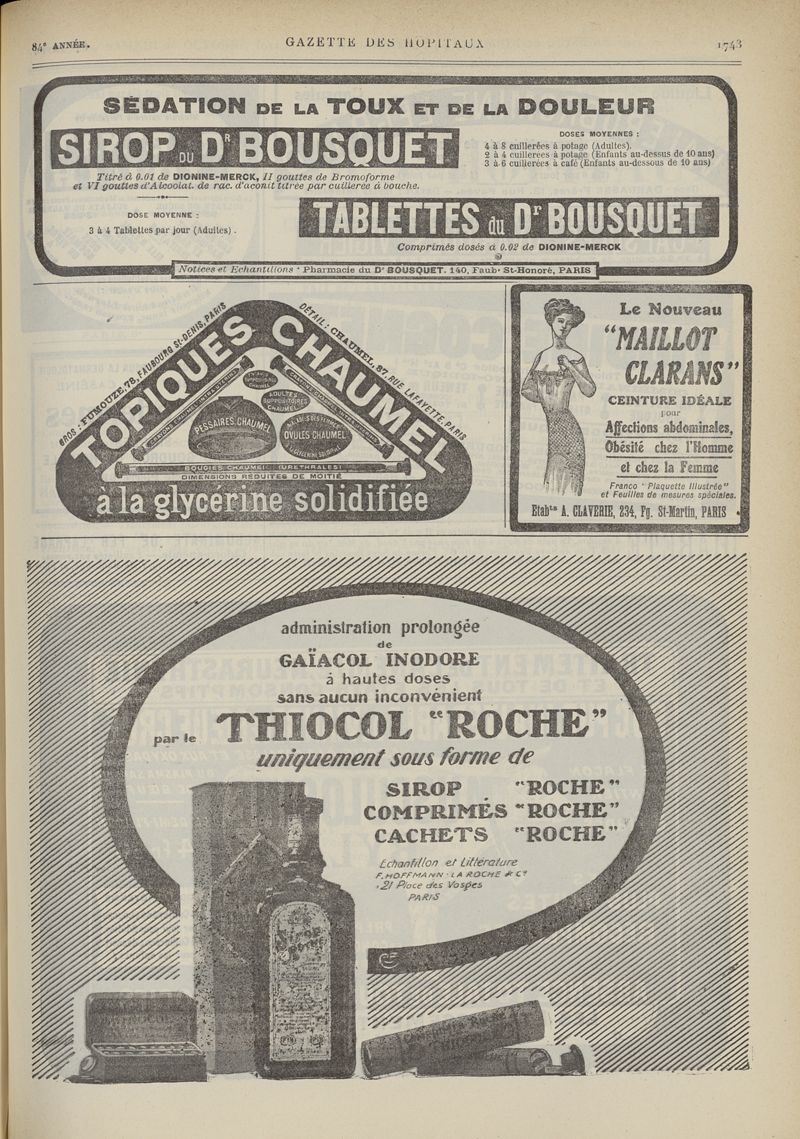 84e ANNÉE.
GAZETTE DES HOPITAUX
1743
SÉDATION DE LA TOUX ET DE LA DOULEUR
SIROP DU Dr BOUSQUET
DOSES MOYENNES :
4 à 8 cuillerées à potage (Adultes).
2 à 4 cuillerées à potage (Enfants au-dessus de 10 ans)
3 à 6 cuillerées à café (Enfants au-dessous de 10 ans)
Titré à 0.01 de DIONINE-MERCK, II gouttes de Bromoforme
et VI gouttes d'Alcoolat. de rac. d'aconit titrée par cuillerée à bouche.
DOSE MOYENNE :
3 à 4 Tablettes par jour (Adultes).
TABLETTES du Dr BOUSQUET
Comprimés dosés à 0.02 de DIONINE-MERCK
Notices et Echantillons : Pharmacie du Dr BOUSQUET. 140, Faubg St-Honoré, PARIS
GROS : FUMOUZE, 78, FAUBOURG St-DENIS, PARIS
DÉTAIL : CHAUMEL, 87, RUE LAFAYETTE, PARIS
TOPIQUES CHAUMEL
ADULTES
SUPPOSITOIRES
CHAUMEL
PESSAIRES CHAUMEL
OVULES CHAUMEL
BOUGIES CHAUMEL (URÉTHRALES)
DIMENSIONS RÉDUITES DE MOITIÉ
à la glycérine solidifiée
Le Nouveau
"MAILLOT
CLARANS"
CEINTURE IDÉALE
pour
Affections abdominales,
Obésité chez l'Homme
et chez la Femme
Franco "Plaquette Illustrée"
et Feuilles de mesures spéciales.
Etabts A. CLAVERIE, 234, Fg. St-Martin, PARIS
administration prolongée
de
GAÏACOL INODORE
à hautes doses
sans aucun inconvénient
par le THIOCOL "ROCHE"
uniquement sous forme de
SIROP "ROCHE"
COMPRIMÉS "ROCHE"
CACHETS "ROCHE"
Echantillon et Littérature
F. HOFFMANN - LA ROCHE & Co
21 Place des Vosges
PARIS
SIROP
ROCHE